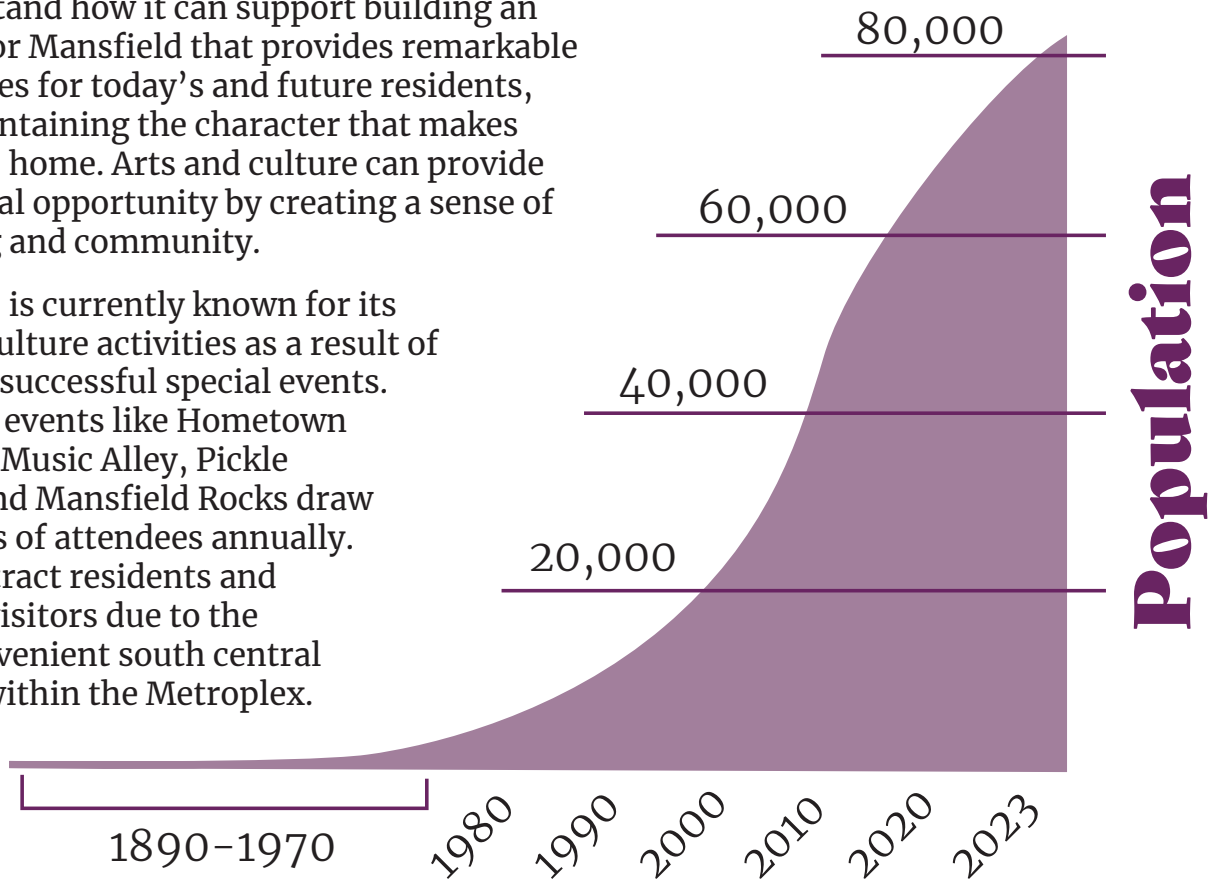 tand how it can support building an
or Mansfield that provides remarkable
es for today’s and future residents,
ntaining the character that makes
home. Arts and culture can provide
al opportunity by creating a sense of
g and community.
is currently known for its
ulture activities as a result of
successful special events.
events like Hometown
Music Alley, Pickle
nd Mansfield Rocks draw
s of attendees annually.
tract residents and
visitors due to the
venient south central
within the Metroplex.
80,000
60,000
40,000
20,000
Population
1890-1970
1980
1990
2000
2010
2020
2023